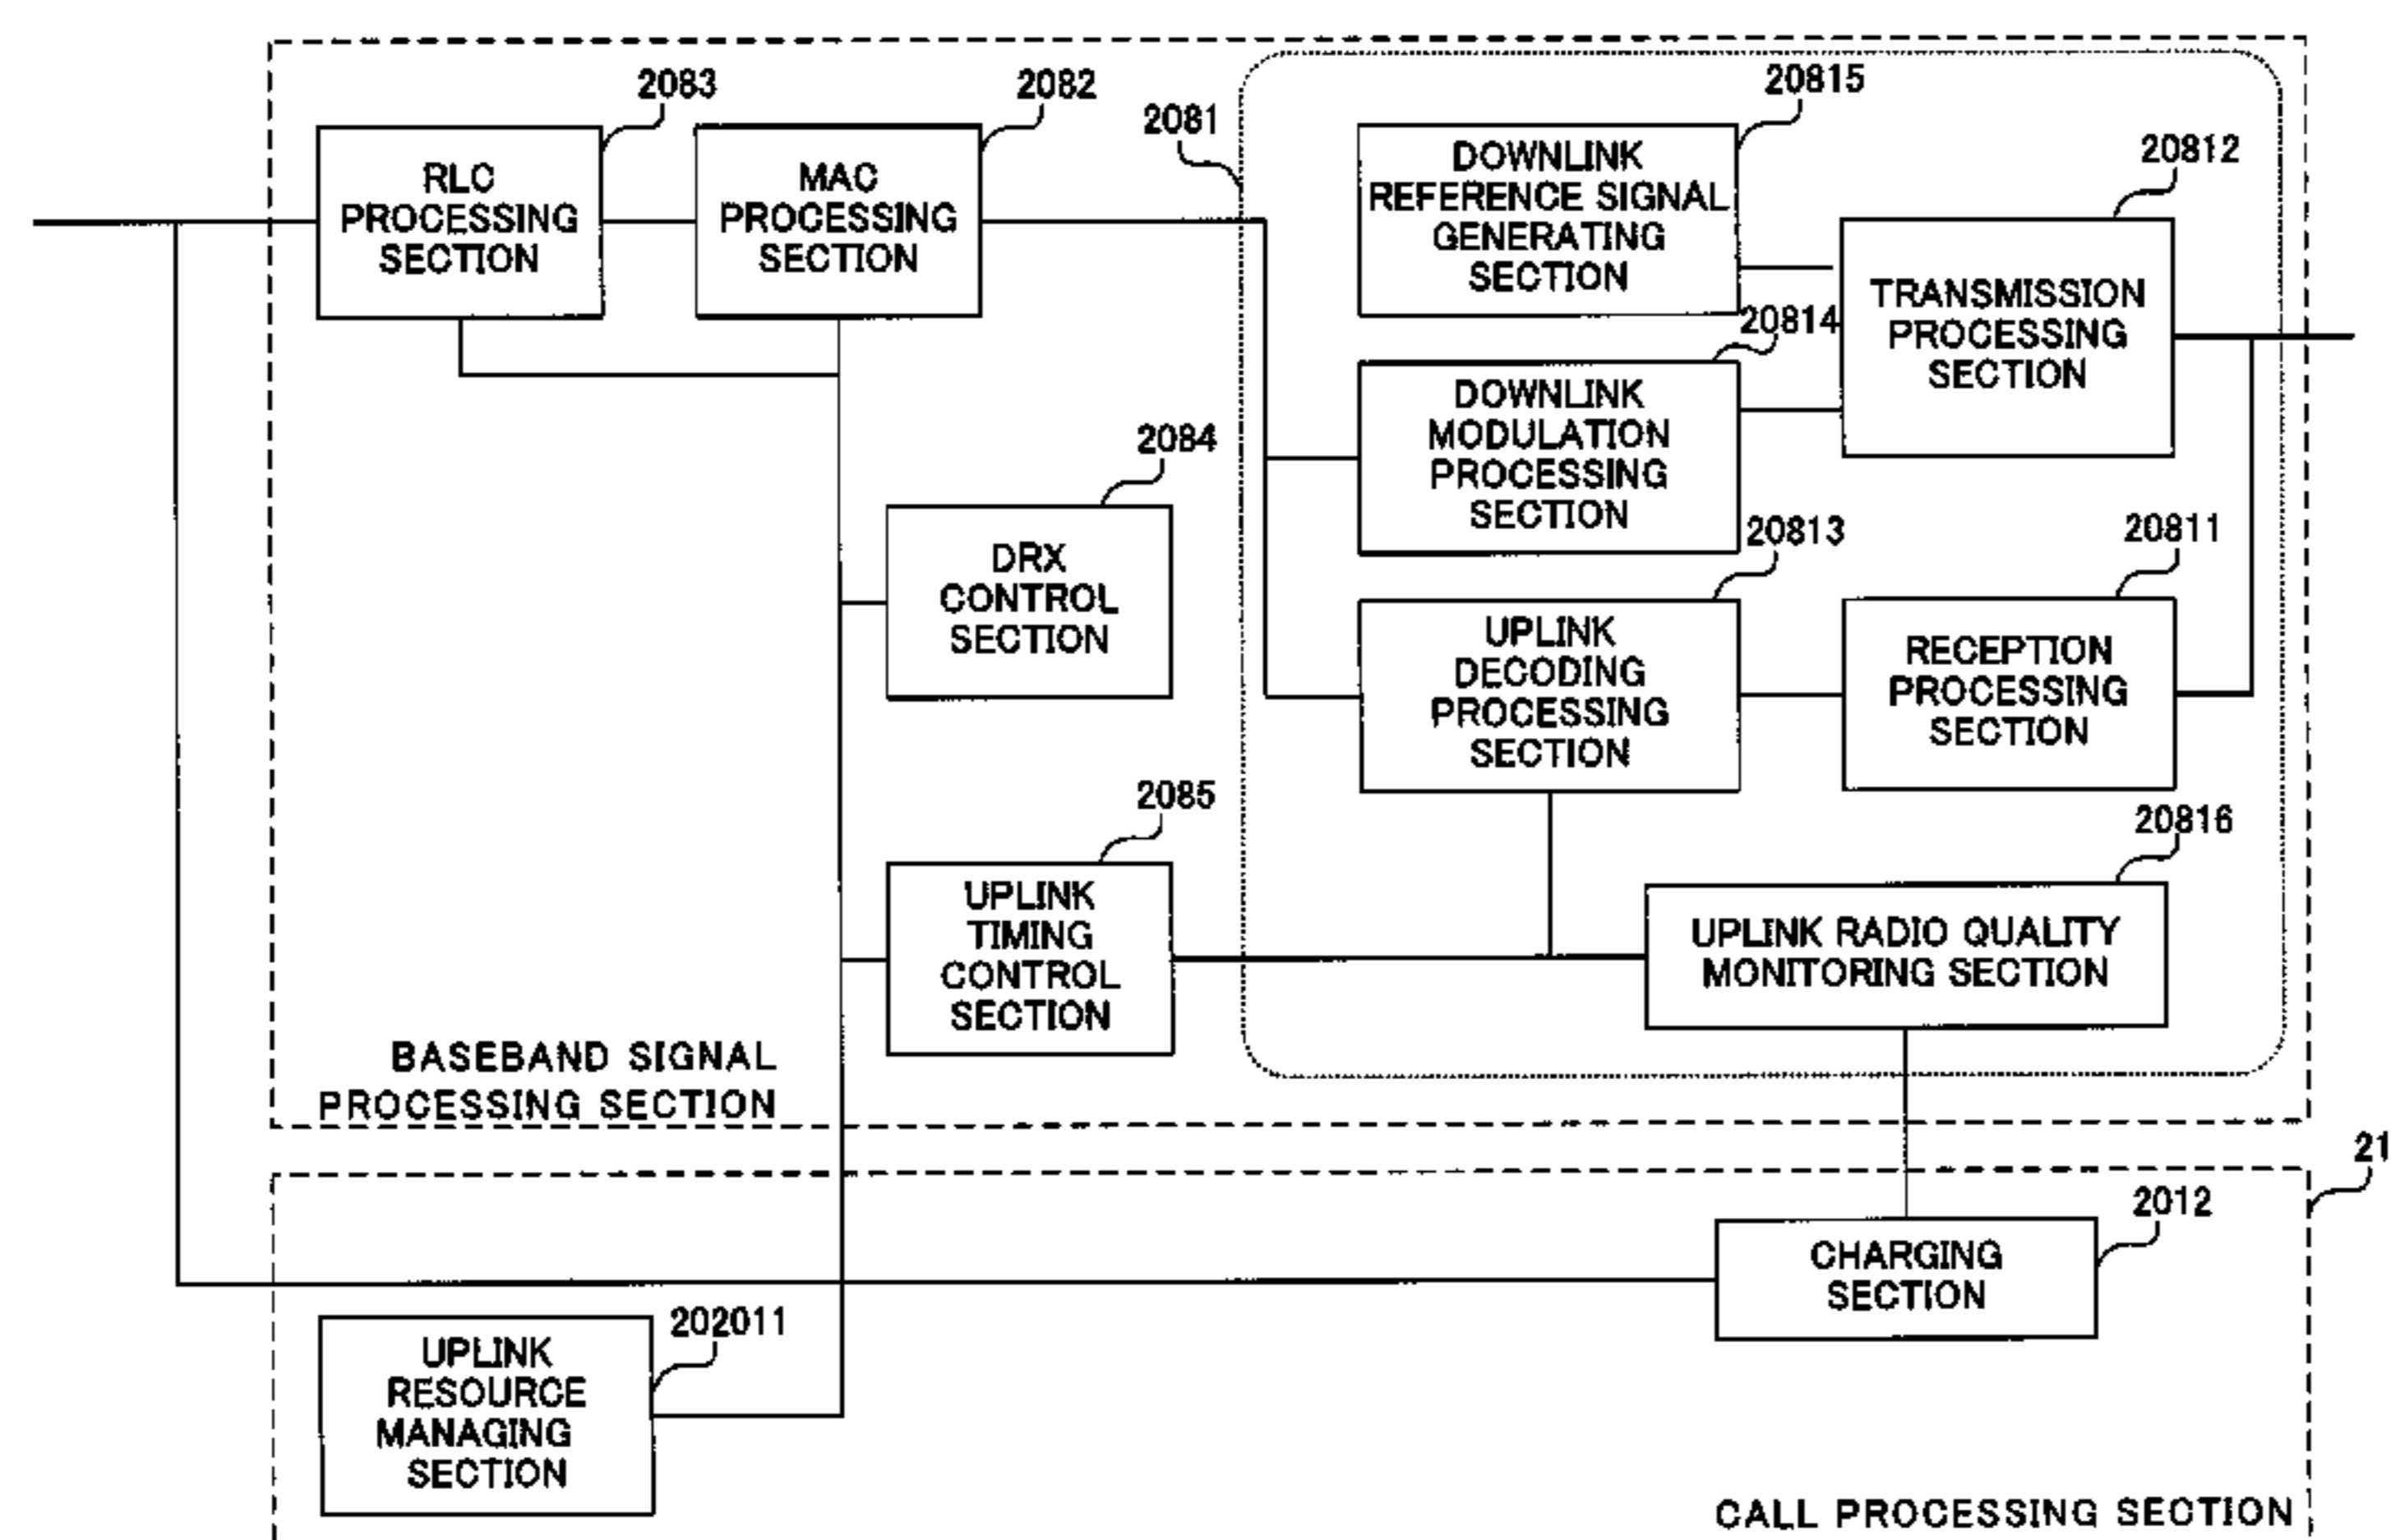 2083
RLC
PROCESSING
SECTION
2082
MAC
PROCESSING
SECTION
2081
20815
DOWNLINK
REFERENCE SIGNAL
GENERATING
SECTION
20812
TRANSMISSION
PROCESSING
SECTION
20814
DOWNLINK
MODULATION
PROCESSING
SECTION
2084
DRX
CONTROL
SECTION
20813
UPLINK
DECODING
PROCESSING
SECTION
20811
RECEPTION
PROCESSING
SECTION
2085
UPLINK
TIMING
CONTROL
SECTION
20816
UPLINK RADIO QUALITY
MONITORING SECTION
BASEBAND SIGNAL
PROCESSING SECTION
21
2012
CHARGING
SECTION
202011
UPLINK
RESOURCE
MANAGING
SECTION
CALL PROCESSING SECTION